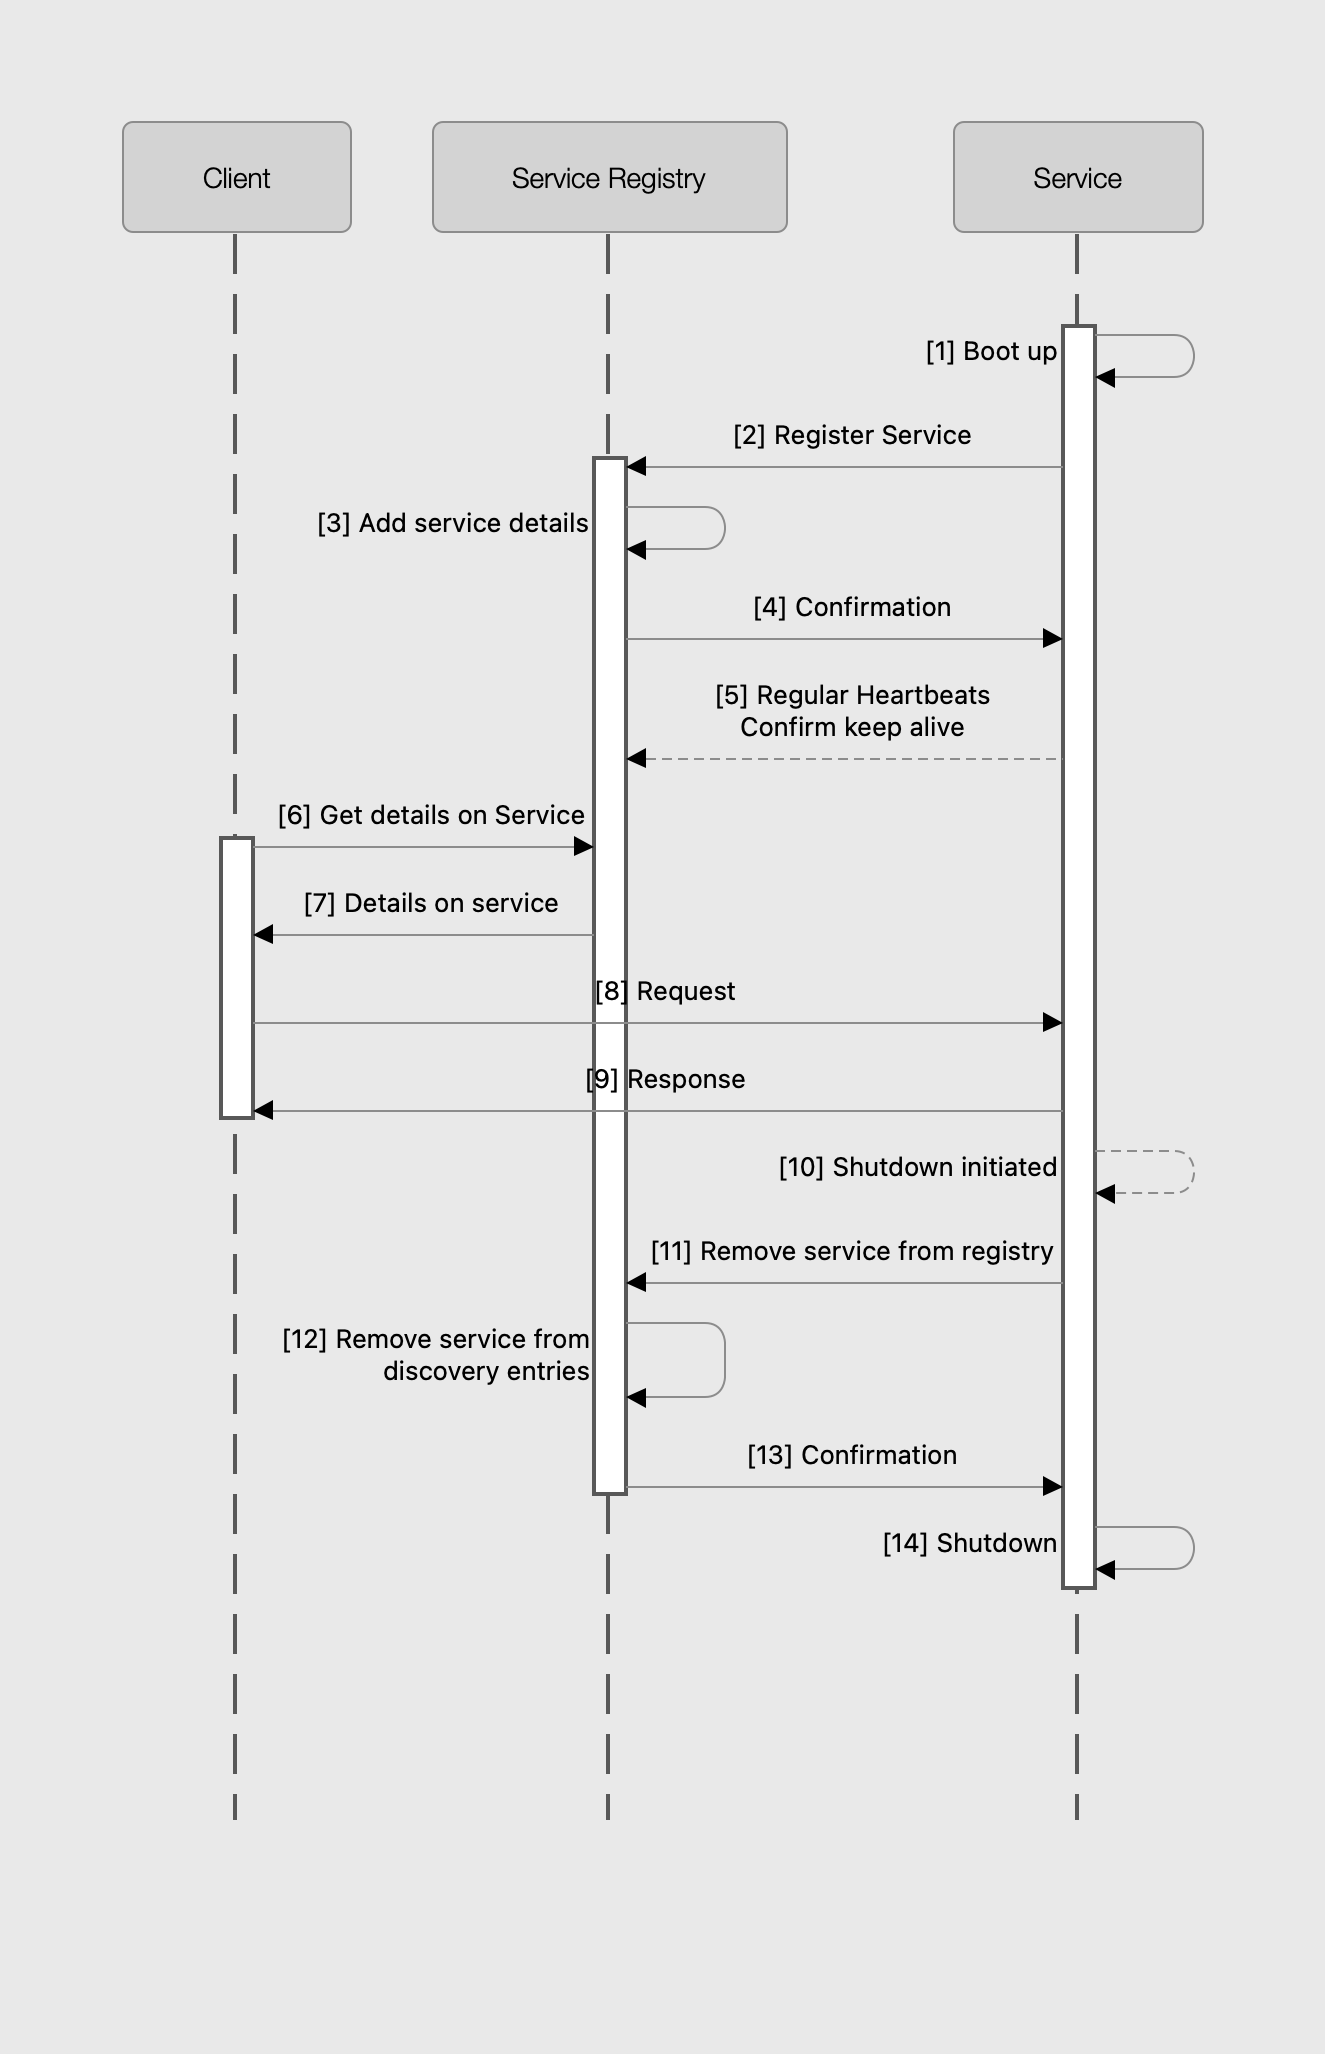 Client
Service Registry
Service
[1] Boot up
[2] Register Service
[3] Add service details
[4] Confirmation
[5] Regular Heartbeats
Confirm keep alive
[6] Get details on Service
[7] Details on service
[8] Request
[9] Response
[10] Shutdown initiated
[11] Remove service from registry
[12] Remove service from
discovery entries
[13] Confirmation
[14] Shutdown